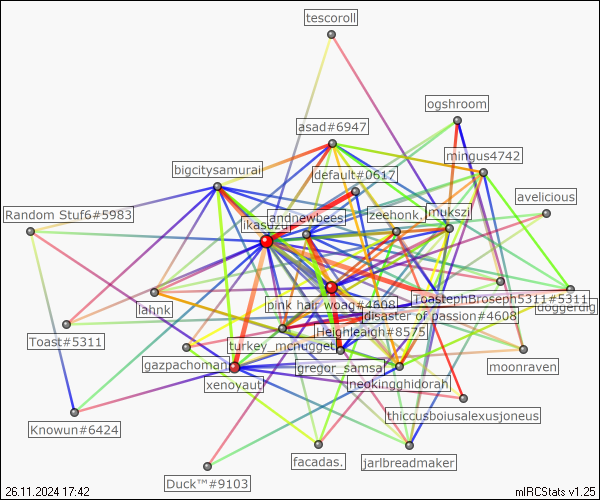 tescoroll
ogshroom
asad#6947
mingus4742
bigcitysamurai
default#0617
avelicious
Random Stuf6#5983
ikasuzu
andnewbees
zeehonk.
mukszi
lahnk
pink hair woag#4608
ToastephBroseph5311#5311
doggerdig
disaster of passion#4608
Toast#5311
Heighleaigh#8575
turkey_mcnugget
gazpachoman
gregor_samsa
moonraven
xenoyaut
neokingghidorah
thiccusboiusalexusjoneus
Knowun#6424
facadas.
jarlbreadmaker
Duck™#9103
26.11.2024 17:42
mIRCStats v1.25